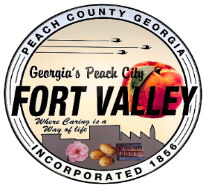 PEACH COUNTY GEORGIA
Georgia's Peach City
FORT VALLEY
Where Caring is a
Way of life
INCORPORATED 1856